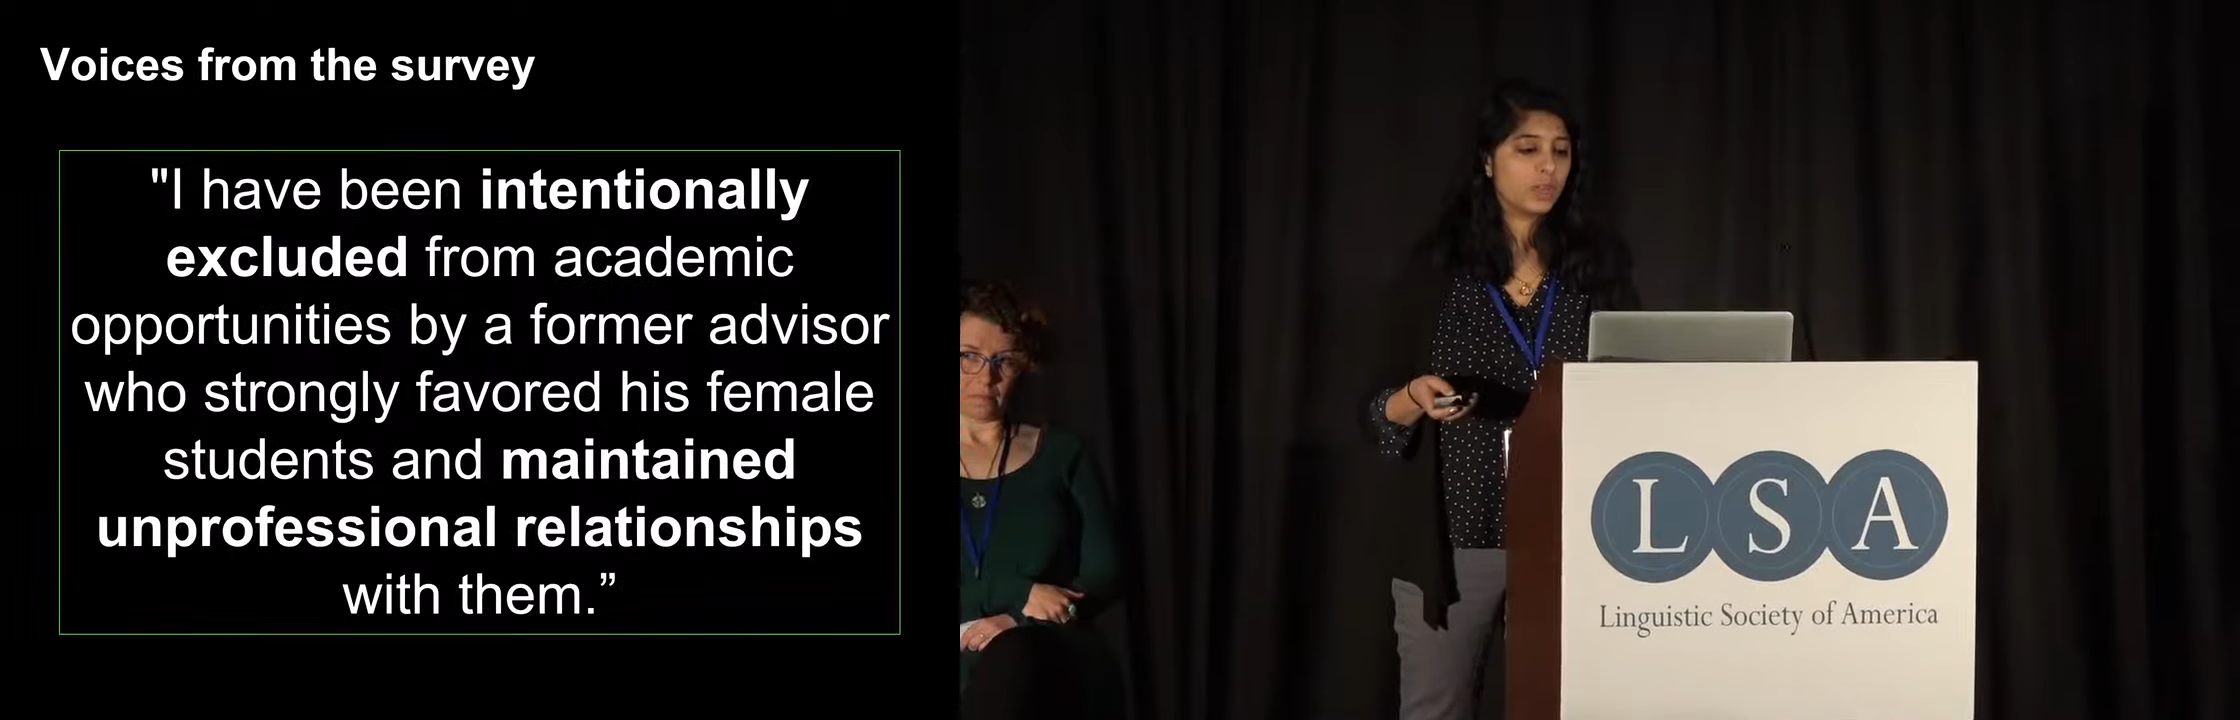 Voices from the survey
"I have been intentionally
excluded from academic
opportunities by a former advisor
who strongly favored his female
students and maintained
unprofessional relationships
with them.”
L S A
Linguistic Society of America